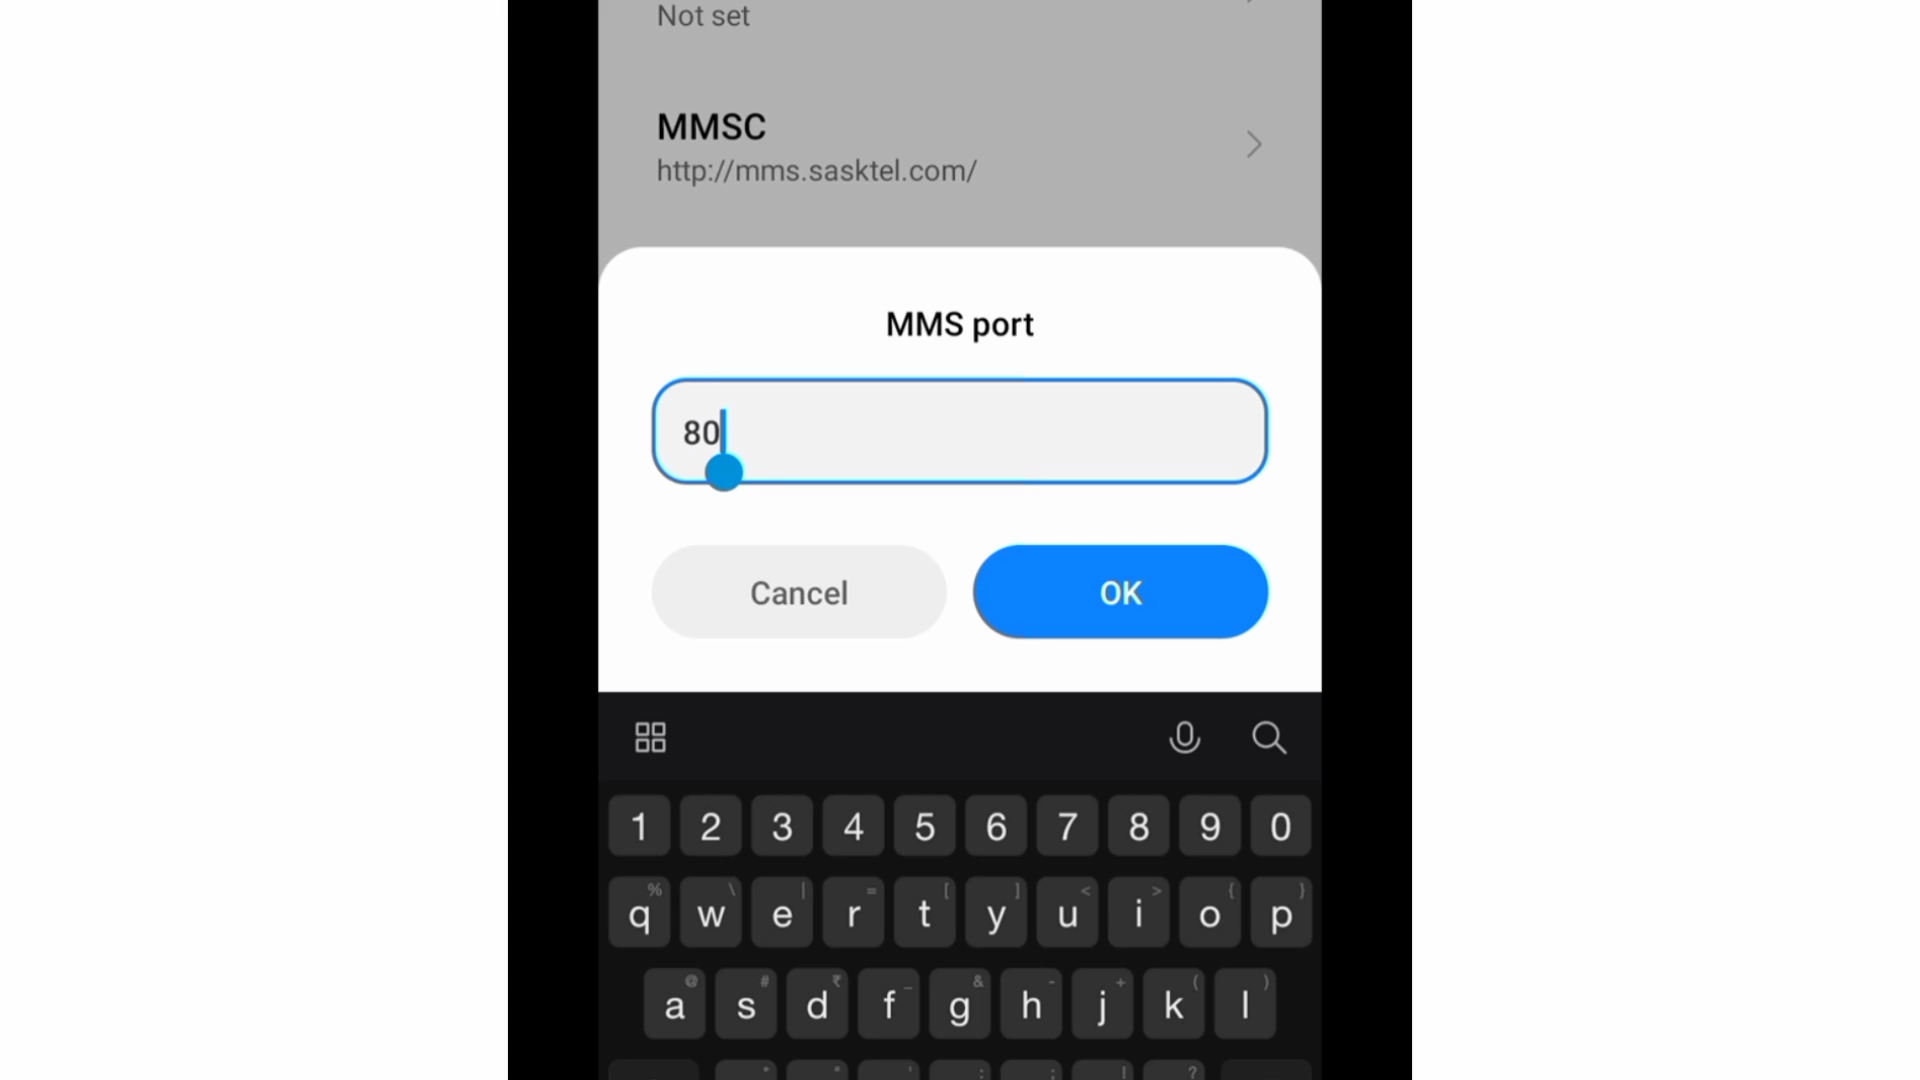 Not set
MMSC
http://mms.sasktel.com/
MMS port
80
Cancel
OK
1 2 3 4 5 6 7 8 9 0
% \ | = [ ] < > { }
q w e r t y u i o p
@ # ₹ _ & - + ( )
a s d f g h j k l
* " ' : ; ! ?